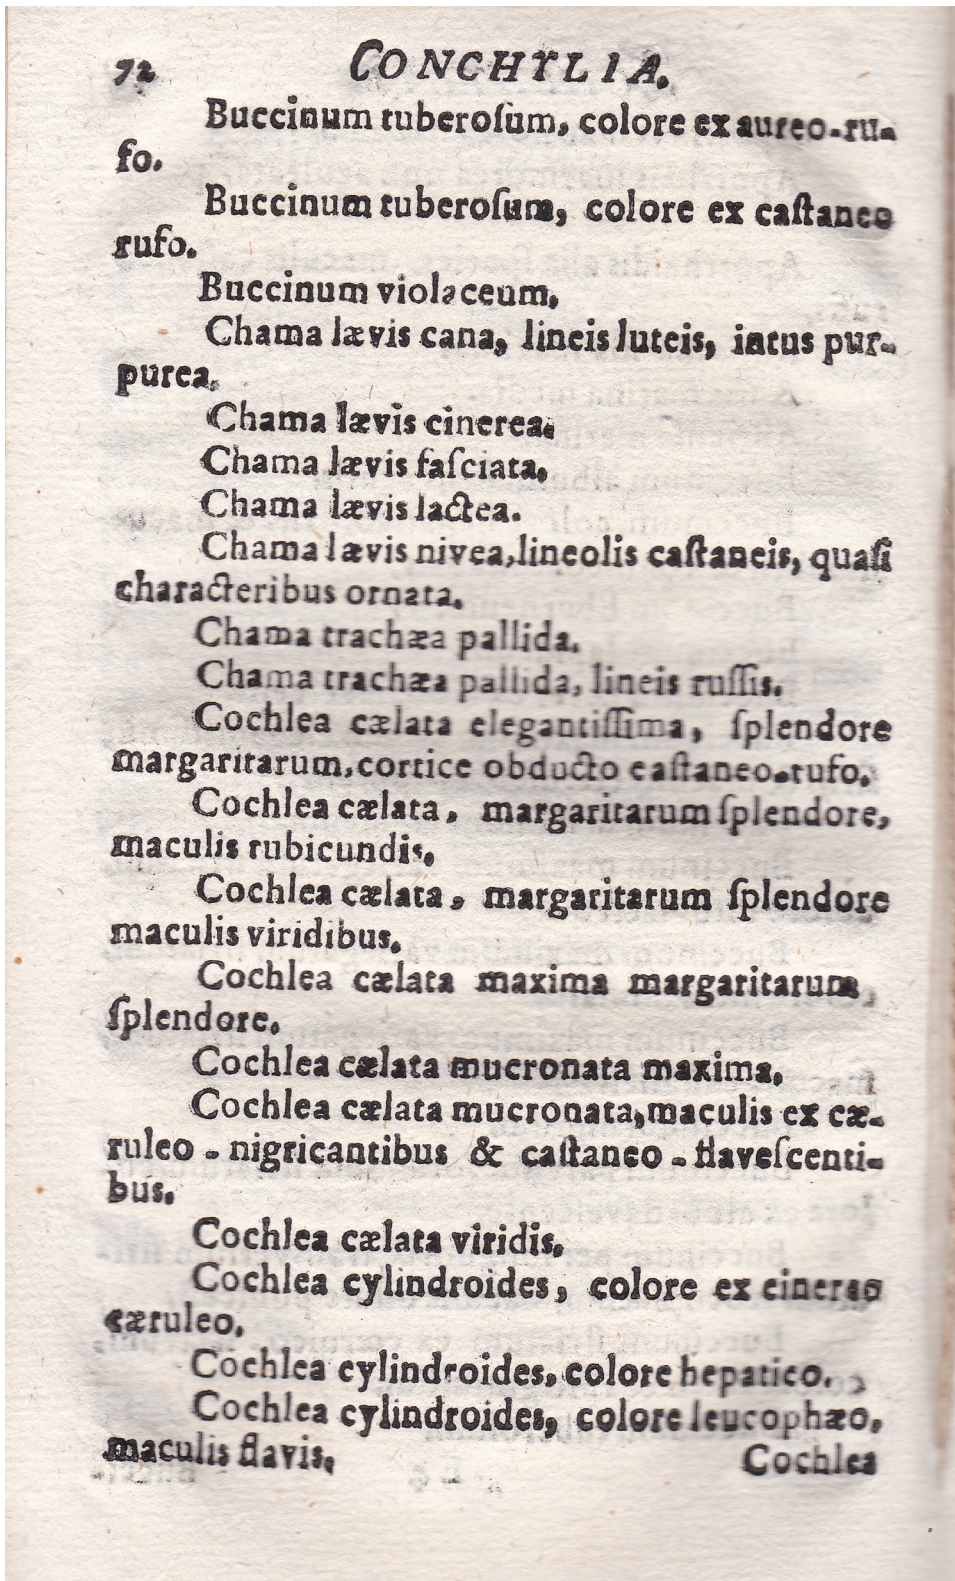 72 CONCHYLIA.
Buccinum tuberoſum, colore ex aureo-ru-
fo.
Buccinum tuberoſum, colore ex caſtaneo
rufo.
Buccinum violaceum.
Chama lævis cana, lineis luteis, intus pur-
purea.
Chama lævis cinerea.
Chama lævis faſciata.
Chama lævis lactea.
Chama lævis nivea, lineolis caſtaneis, quaſi
characteribus ornata.
Chama trachæa pallida.
Chama trachæa pallida, lineis ruſſis.
Cochlea cælata elegantiſſima, ſplendore
margaritarum, cortice obducto caſtaneo-rufo.
Cochlea cælata, margaritarum ſplendore,
maculis rubicundis.
Cochlea cælata, margaritarum ſplendore
maculis viridibus.
Cochlea cælata maxima margaritarum
ſplendore.
Cochlea cælata mucronata maxima.
Cochlea cælata mucronata, maculis ex cæ-
ruleo - nigricantibus & caſtaneo - flaveſcenti-
bus.
Cochlea cælata viridis.
Cochlea cylindroides, colore ex cinereo
cæruleo.
Cochlea cylindroides, colore hepatico.
Cochlea cylindroides, colore leucophæo,
maculis flavis.
Cochlea